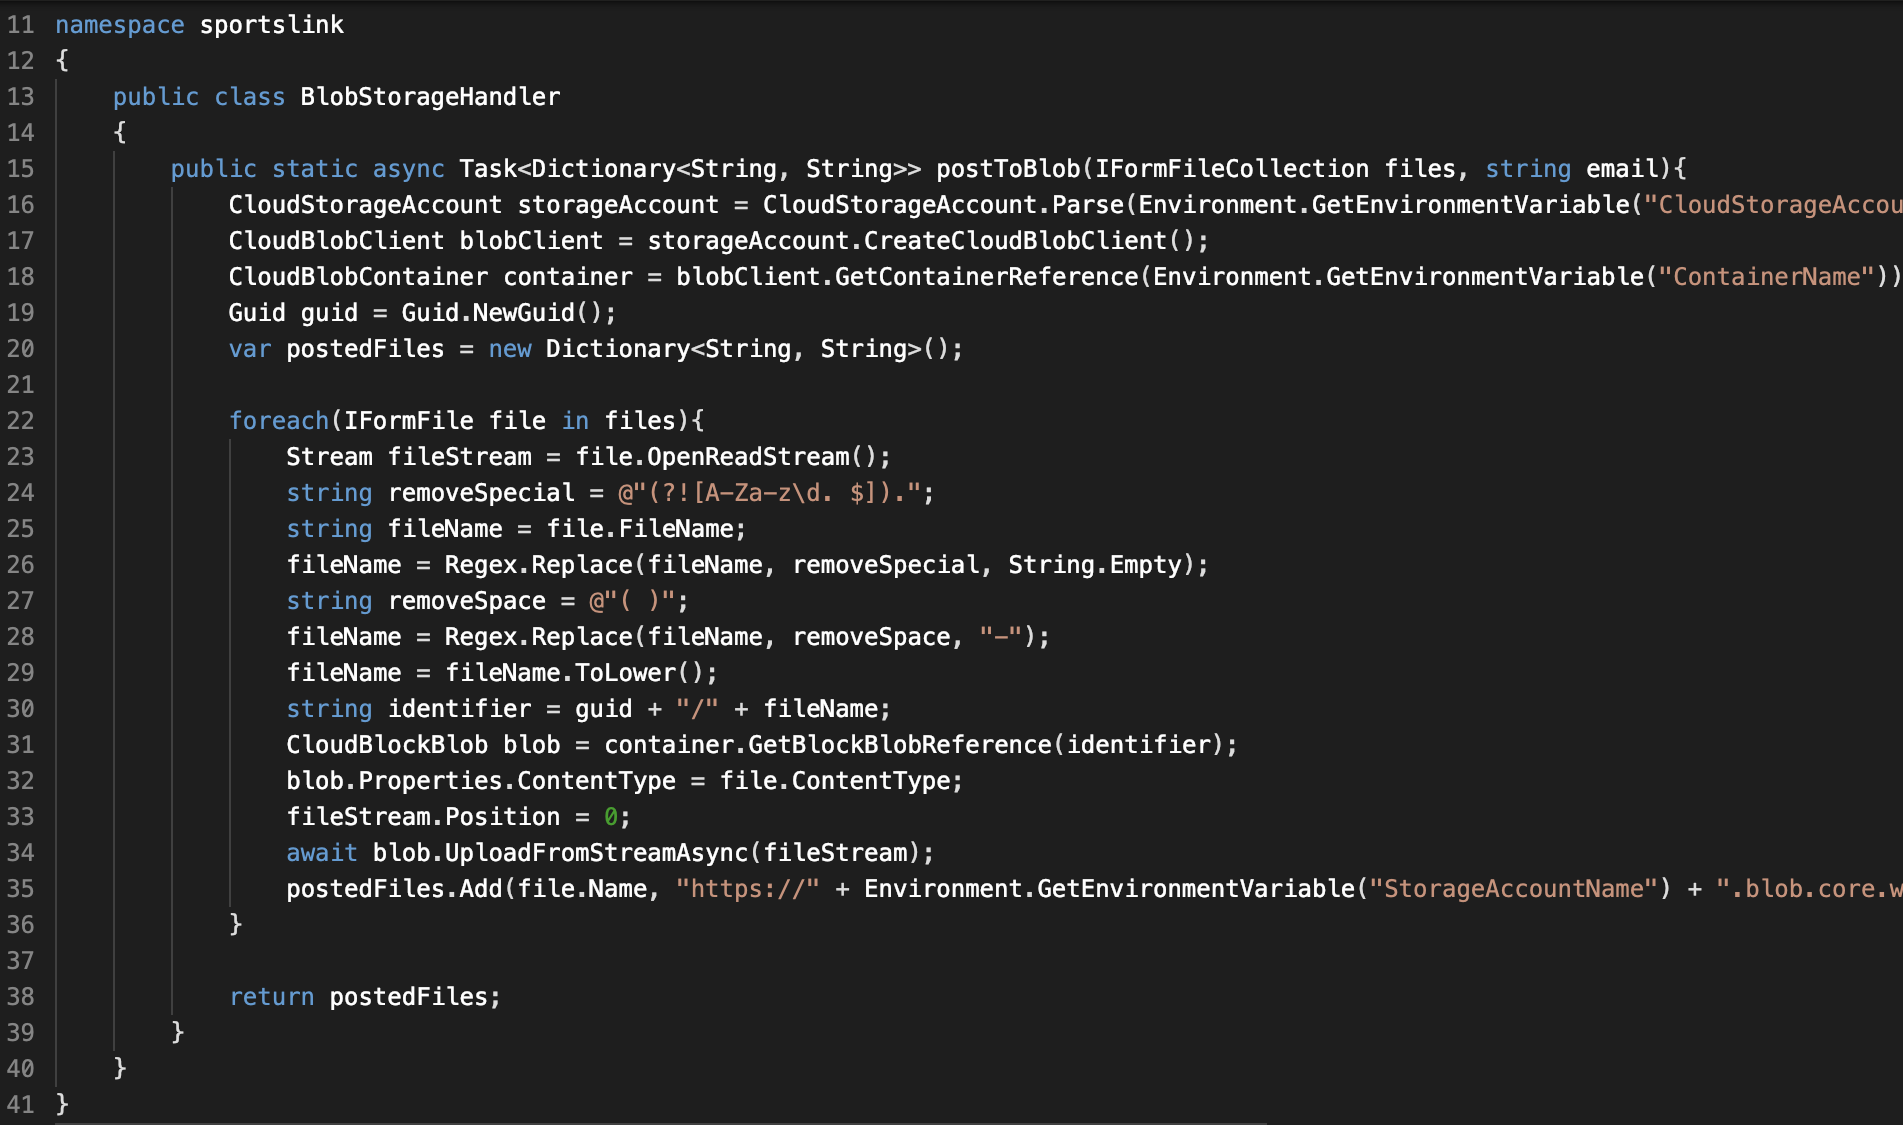 11 namespace sportslink
12 {
13 public class BlobStorageHandler
14 {
15 public static async Task<Dictionary<String, String>> postToBlob(IFormFileCollection files, string email){
16 CloudStorageAccount storageAccount = CloudStorageAccount.Parse(Environment.GetEnvironmentVariable("CloudStorageAccou
17 CloudBlobClient blobClient = storageAccount.CreateCloudBlobClient();
18 CloudBlobContainer container = blobClient.GetContainerReference(Environment.GetEnvironmentVariable("ContainerName"))
19 Guid guid = Guid.NewGuid();
20 var postedFiles = new Dictionary<String, String>();
21
22 foreach(IFormFile file in files){
23 Stream fileStream = file.OpenReadStream();
24 string removeSpecial = @"(?![A-Za-z\d. $]).";
25 string fileName = file.FileName;
26 fileName = Regex.Replace(fileName, removeSpecial, String.Empty);
27 string removeSpace = @"( )";
28 fileName = Regex.Replace(fileName, removeSpace, "-");
29 fileName = fileName.ToLower();
30 string identifier = guid + "/" + fileName;
31 CloudBlockBlob blob = container.GetBlockBlobReference(identifier);
32 blob.Properties.ContentType = file.ContentType;
33 fileStream.Position = 0;
34 await blob.UploadFromStreamAsync(fileStream);
35 postedFiles.Add(file.Name, "https://" + Environment.GetEnvironmentVariable("StorageAccountName") + ".blob.core.w
36 }
37
38 return postedFiles;
39 }
40 }
41 }